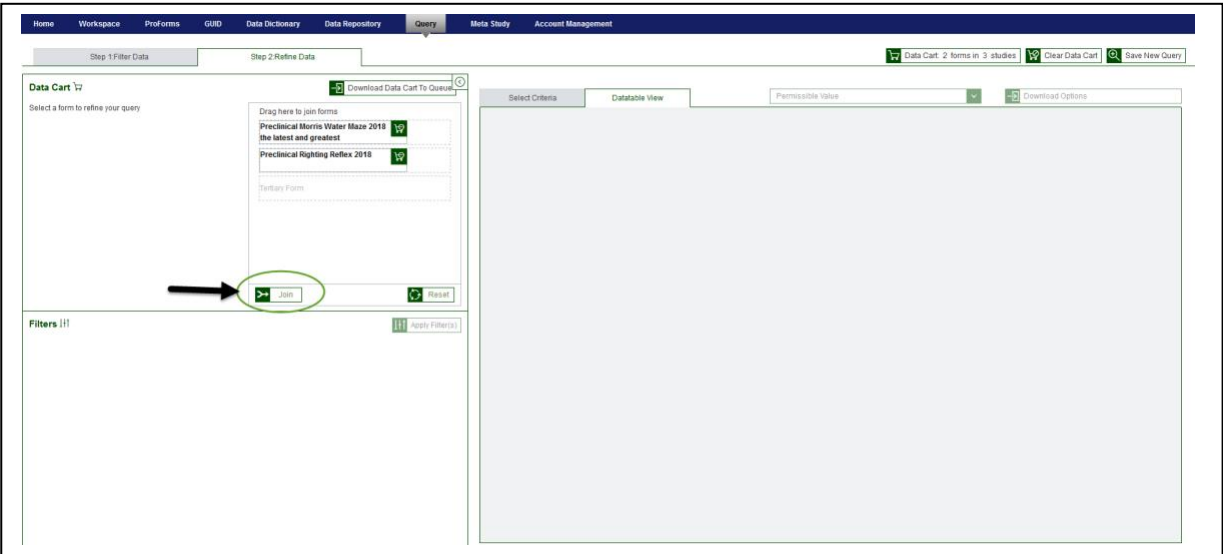 Home Workspace ProForms GUID Data Dictionary Data Repository Query Meta Study Account Management
Step 1:Filter Data Step 2:Refine Data
Data Cart: 2 forms in 3 studies Clear Data Cart Save New Query
Data Cart Download Data Cart To Queue
Select a form to refine your query
Drag here to join forms
Preclinical Morris Water Maze 2018
the latest and greatest
Preclinical Righting Reflex 2018
Tertiary Form
Join Reset
Filters Apply Filter(s)
Select Criteria Datatable View Permissible Value Download Options